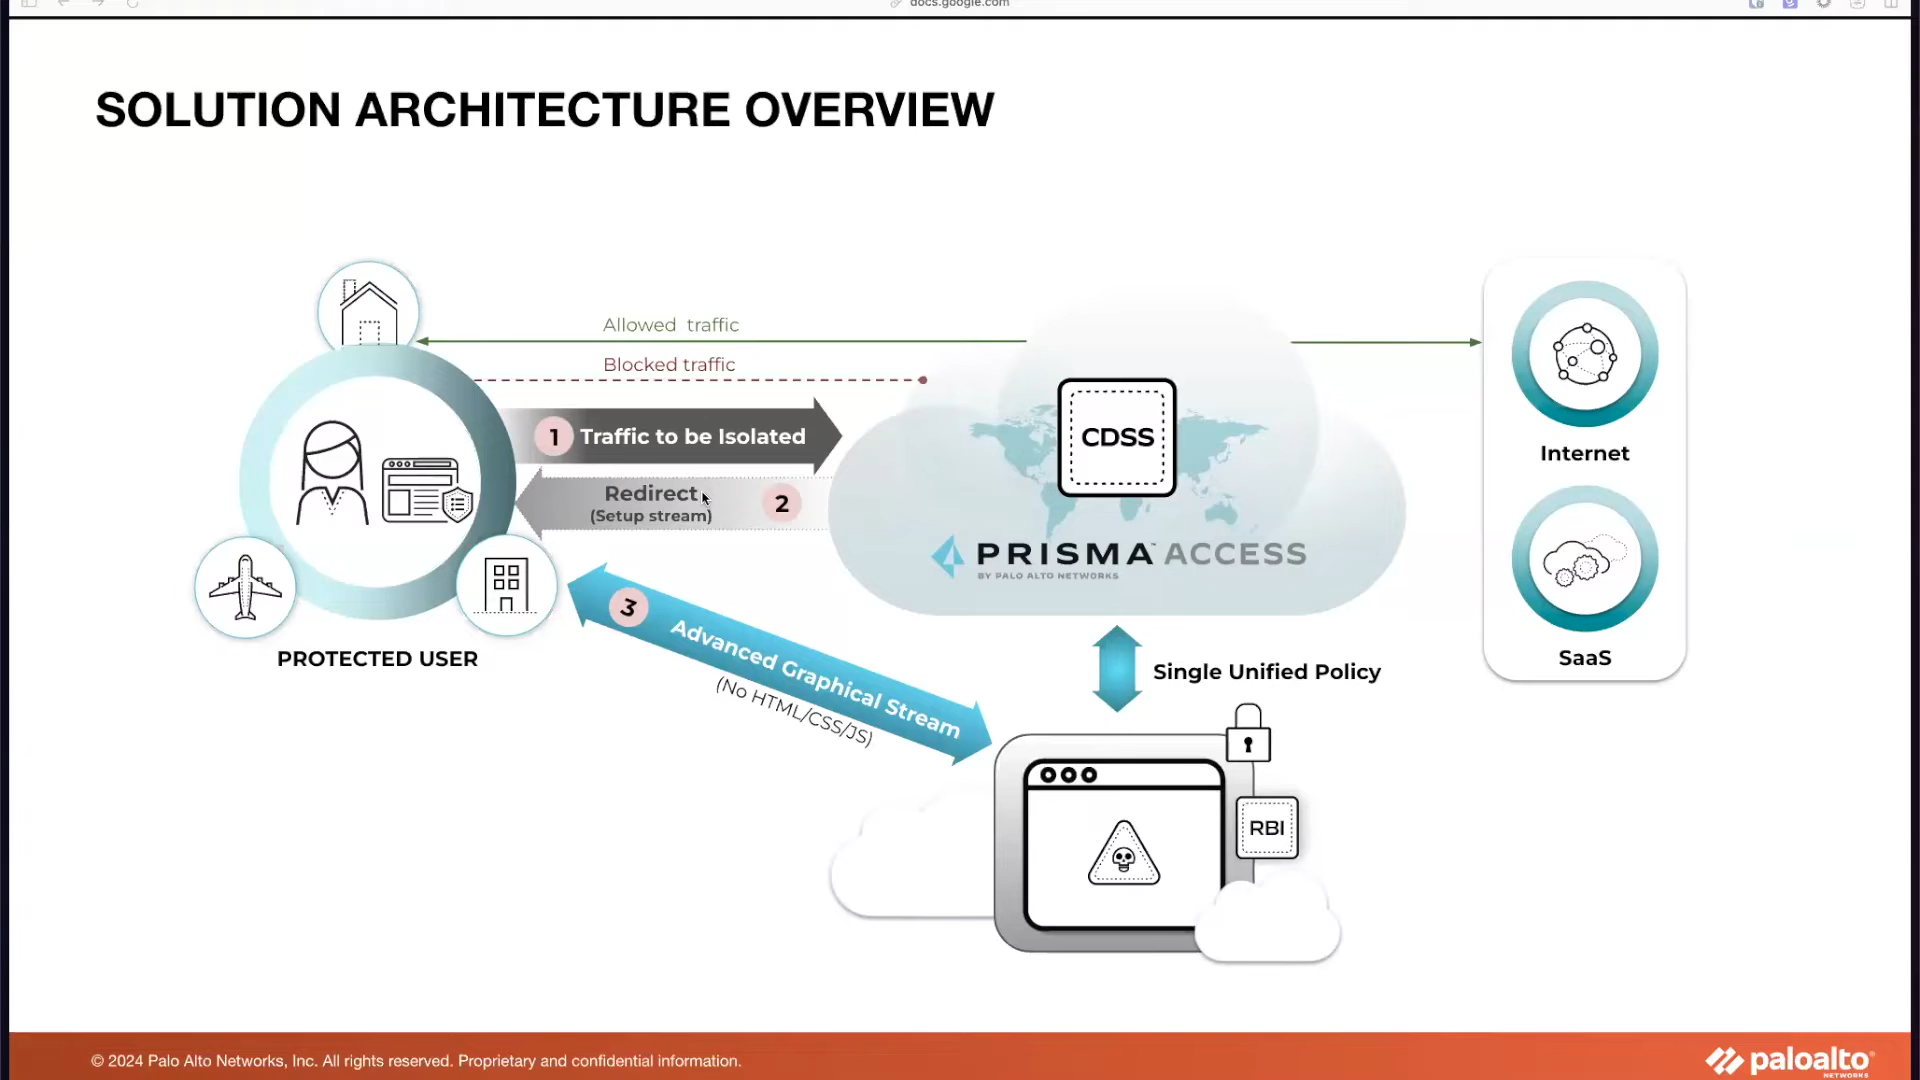 docs.google.com
SOLUTION ARCHITECTURE OVERVIEW
Allowed traffic
Blocked traffic
1 Traffic to be Isolated
Redirect
(Setup stream)
2
CDSS
PRISMA™ ACCESS
BY PALO ALTO NETWORKS
Internet
SaaS
PROTECTED USER
3 Advanced Graphical Stream
(No HTML/CSS/JS)
Single Unified Policy
RBI
© 2024 Palo Alto Networks, Inc. All rights reserved. Proprietary and confidential information.
paloalto®
NETWORKS